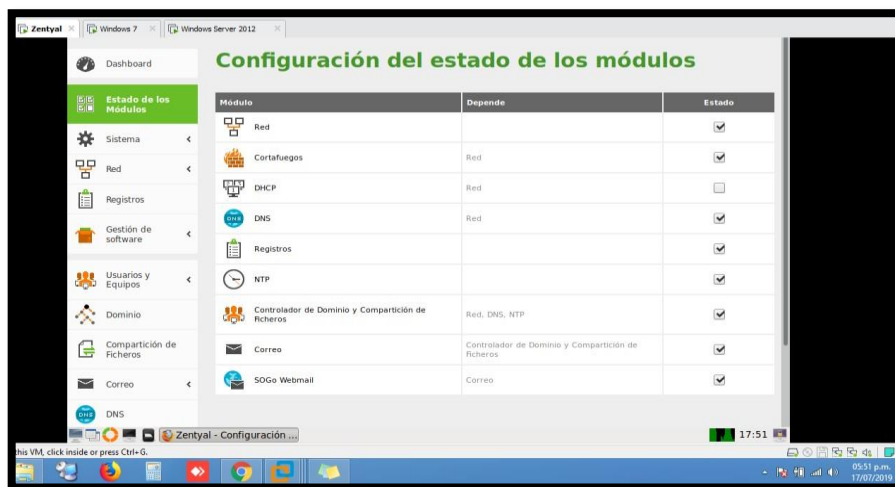 Zentyal
Windows 7
Windows Server 2012
Dashboard
Estado de los
Módulos
Sistema
Red
Registros
Gestión de
software
Usuarios y
Equipos
Dominio
Compartición de
Ficheros
Correo
DNS
Configuración del estado de los módulos
Módulo Depende Estado
Red
Cortafuegos Red
DHCP Red
DNS DNS Red
Registros
NTP
Controlador de Dominio y Compartición de
Ficheros
Red, DNS, NTP
Correo
Controlador de Dominio y Compartición de
Ficheros
SOGo Webmail Correo
Zentyal - Configuración ...
17:51
his VM, click inside or press Ctrl+G.
05:51 p.m.
17/07/2019